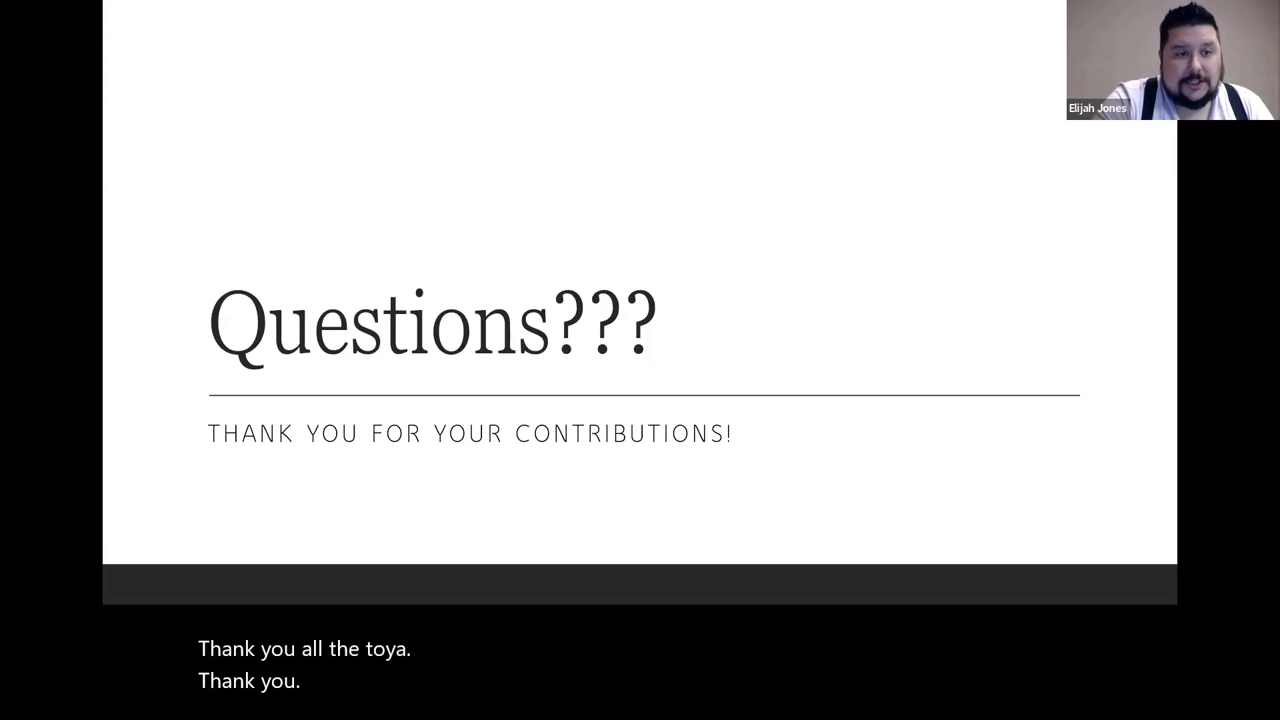 Elijah Jones
Questions???
THANK YOU FOR YOUR CONTRIBUTIONS!
Thank you all the toya.
Thank you.